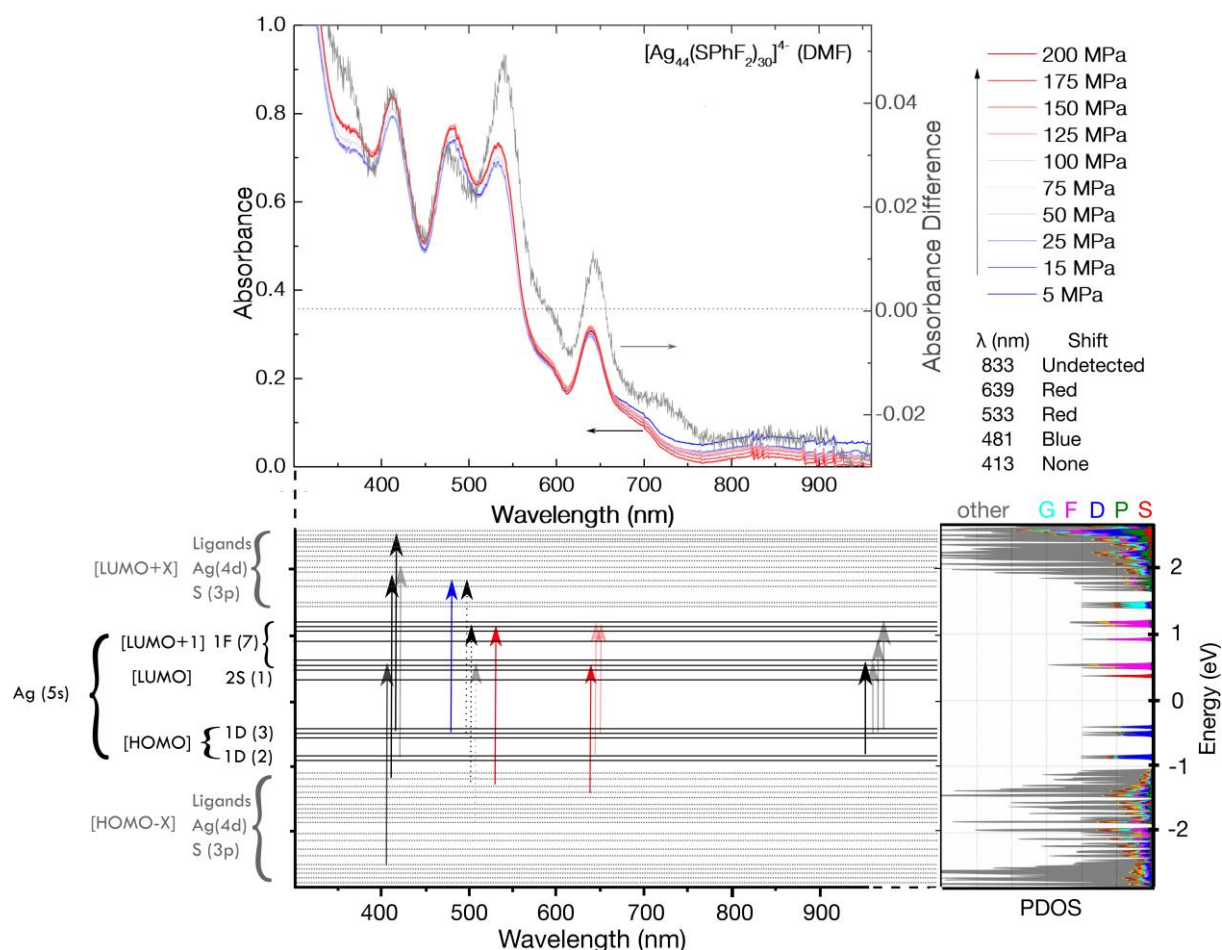 [Ag44(SPhF2)30]4- (DMF)
1.0
0.8
0.6
0.4
0.2
0.0
Absorbance
0.04
0.02
0.00
-0.02
Absorbance Difference
400 500 600 700 800 900
Wavelength (nm)
200 MPa
175 MPa
150 MPa
125 MPa
100 MPa
75 MPa
50 MPa
25 MPa
15 MPa
5 MPa
λ (nm) Shift
833 Undetected
639 Red
533 Red
481 Blue
413 None
[LUMO+X]
Ligands
Ag(4d)
S (3p)
Ag (5s)
[LUMO+1] 1F (7)
[LUMO] 2S (1)
[HOMO]
1D (3)
1D (2)
[HOMO-X]
Ligands
Ag(4d)
S (3p)
400 500 600 700 800 900
Wavelength (nm)
other G F D P S
2
1
0
-1
-2
Energy (eV)
PDOS